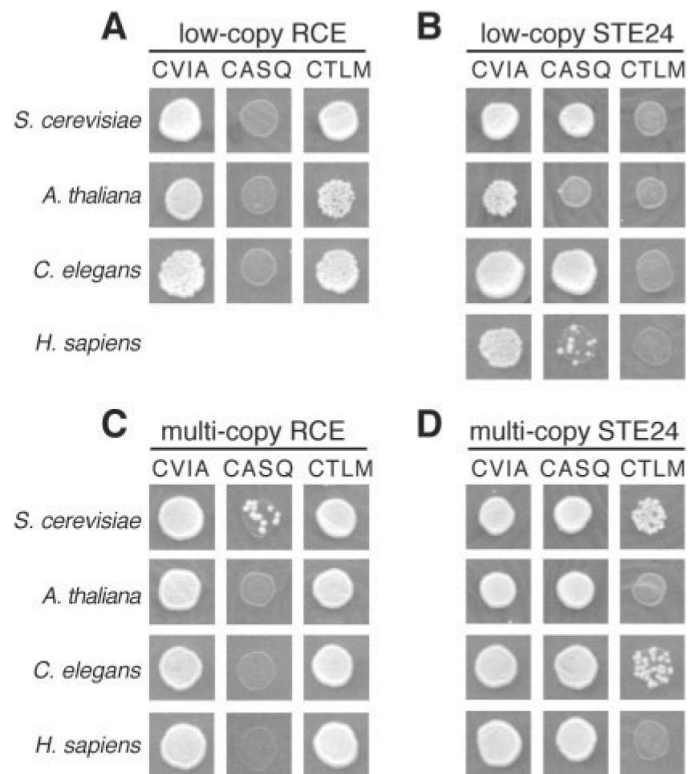 A
low-copy RCE
CVIA CASQ CTLM
S. cerevisiae
A. thaliana
C. elegans
H. sapiens
B
low-copy STE24
CVIA CASQ CTLM
C
multi-copy RCE
CVIA CASQ CTLM
S. cerevisiae
A. thaliana
C. elegans
H. sapiens
D
multi-copy STE24
CVIA CASQ CTLM